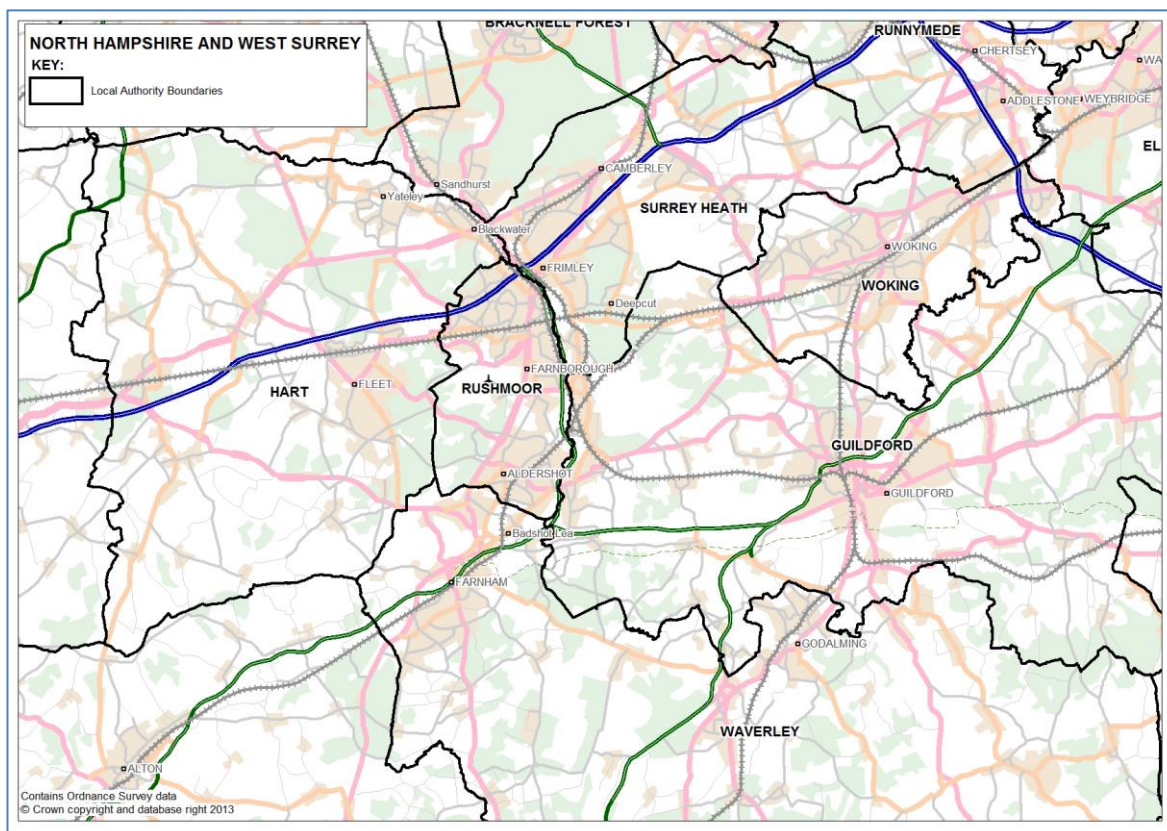 BRACKNELL FOREST
RUNNYMEDE
NORTH HAMPSHIRE AND WEST SURREY
KEY:
Local Authority Boundaries
CHERTSEY
WA
ADDLESTONE
WEYBRIDGE
EL
CAMBERLEY
Sandhurst
Yateley
SURREY HEATH
Blackwater
WOKING
FRIMLEY
WOKING
Deepcut
FARNBOROUGH
FLEET
HART
RUSHMOOR
GUILDFORD
ALDERSHOT
GUILDFORD
Badshot Lea
FARNHAM
GODALMING
WAVERLEY
ALTON
Contains Ordnance Survey data
© Crown copyright and database right 2013